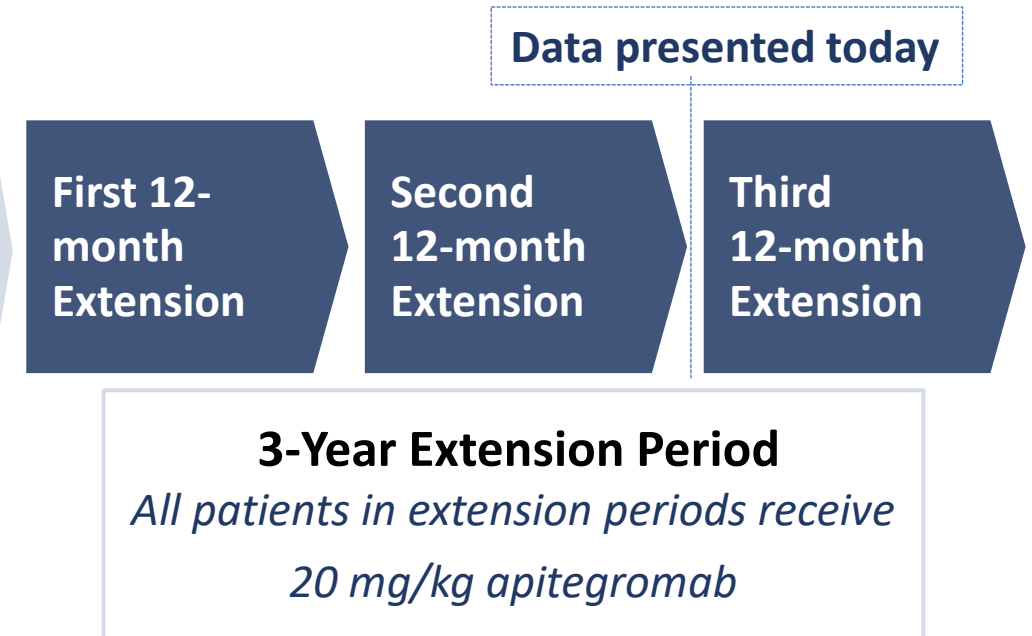 Data presented today
First 12-
month
Extension
Second
12-month
Extension
Third
12-month
Extension
3-Year Extension Period
All patients in extension periods receive
20 mg/kg apitegromab